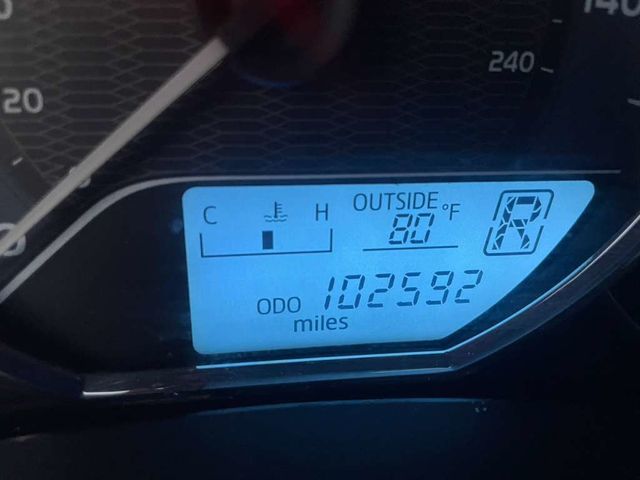 140
240
20
C H
OUTSIDE
80 °F
R
ODO 102592
miles